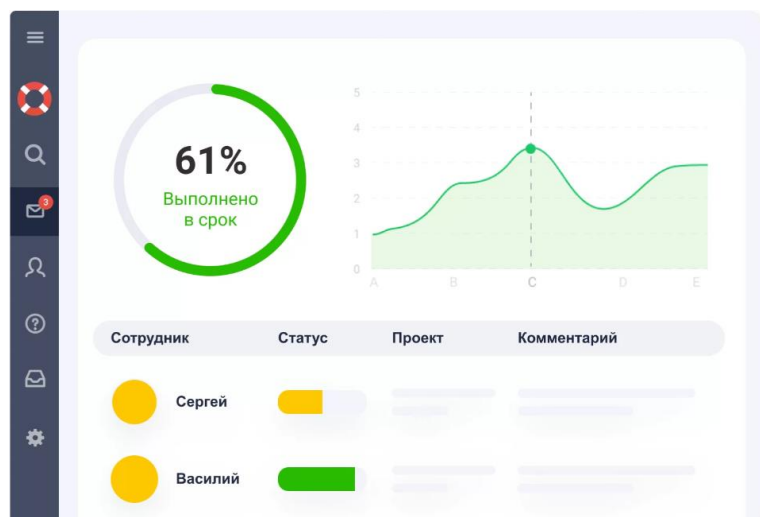 3
61%
Выполнено
в срок
5
4
3
2
1
0
A
B
C
D
E
Сотрудник
Статус
Проект
Комментарий
Сергей
Василий